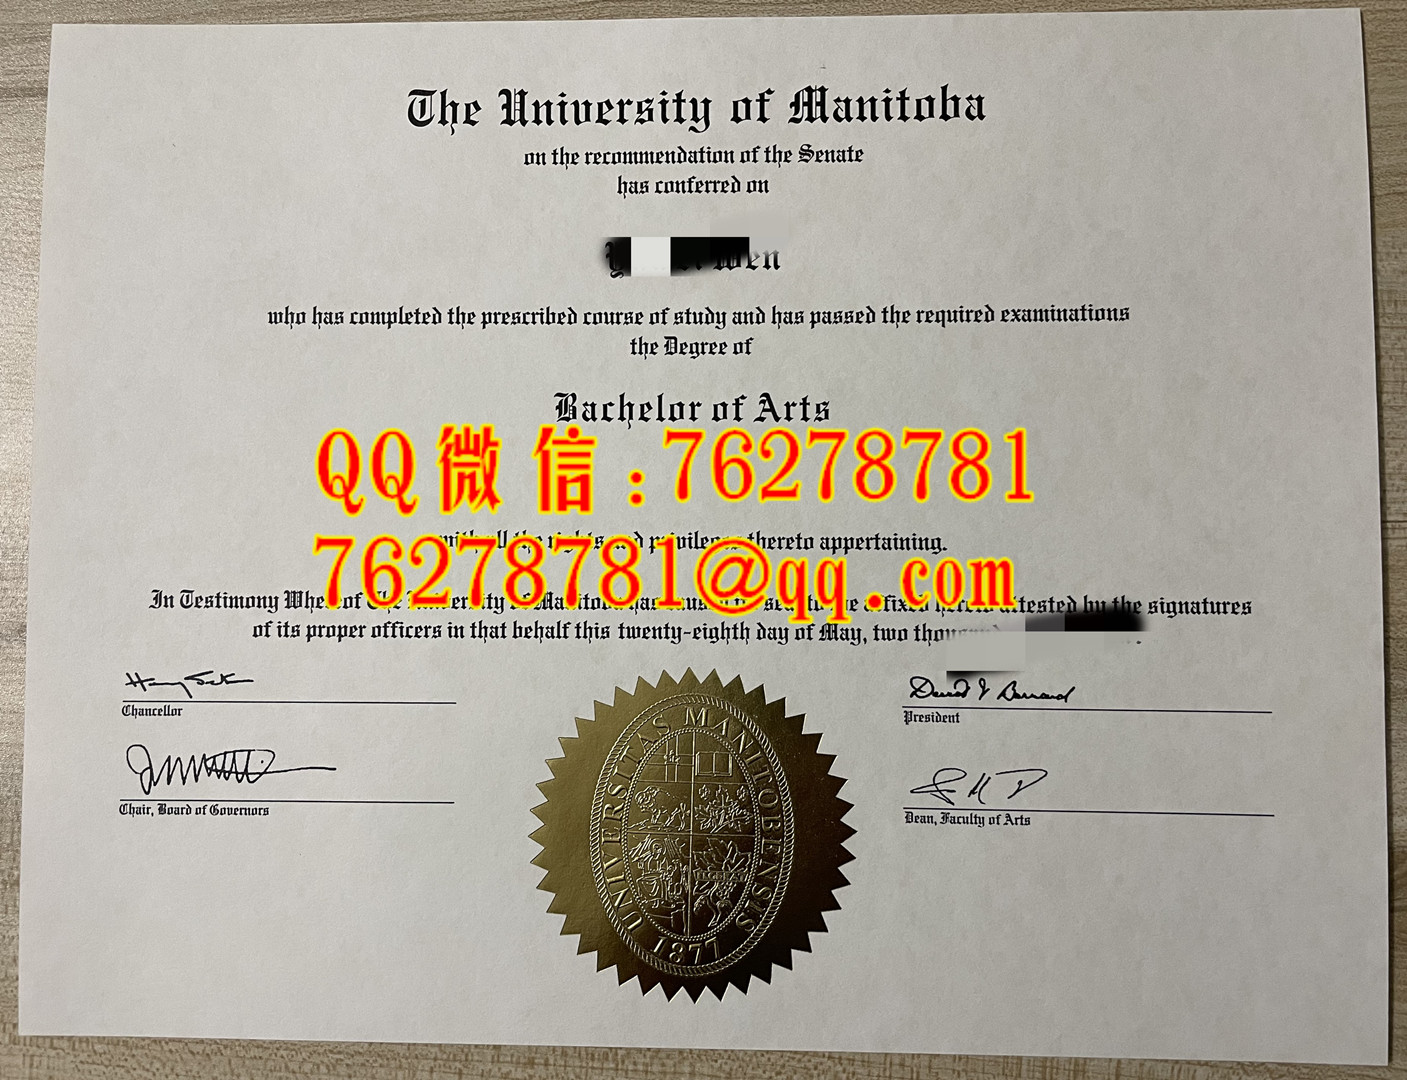 The University of Manitoba
on the recommendation of the Senate
has conferred on
wen
who has completed the prescribed course of study and has passed the required examinations
the Degree of
Bachelor of Arts
QQ微信:76278781
thereto appertaining.
76278781@qq.com
In Testimony signatures
of its proper officers in that behalf this twenty-eighth day of May, two
Chancellor
President
Chair, Board of Governors
Dean, Faculty of Arts
UNIVERSITAS MANITOBENSIS
1877